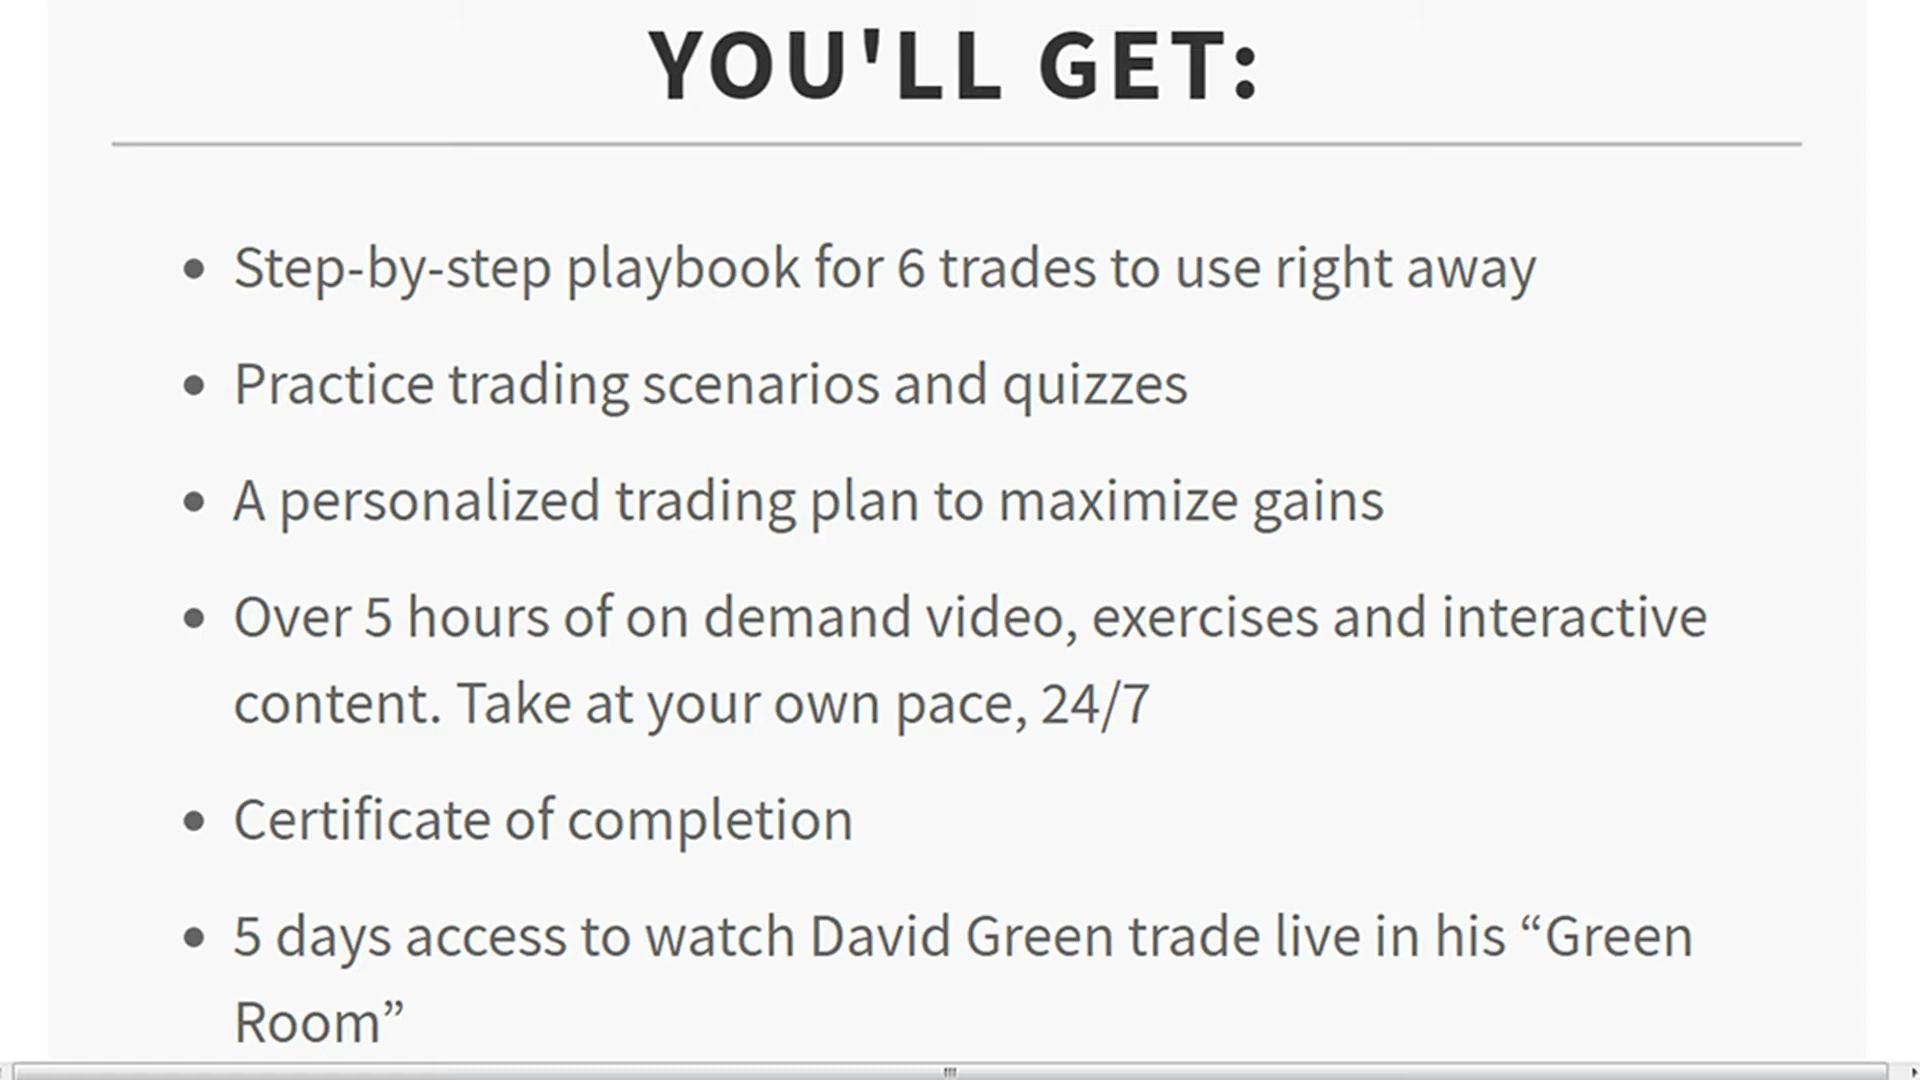 YOU'LL GET:
• Step-by-step playbook for 6 trades to use right away
• Practice trading scenarios and quizzes
• A personalized trading plan to maximize gains
• Over 5 hours of on demand video, exercises and interactive
content. Take at your own pace, 24/7
• Certificate of completion
• 5 days access to watch David Green trade live in his “Green
Room”